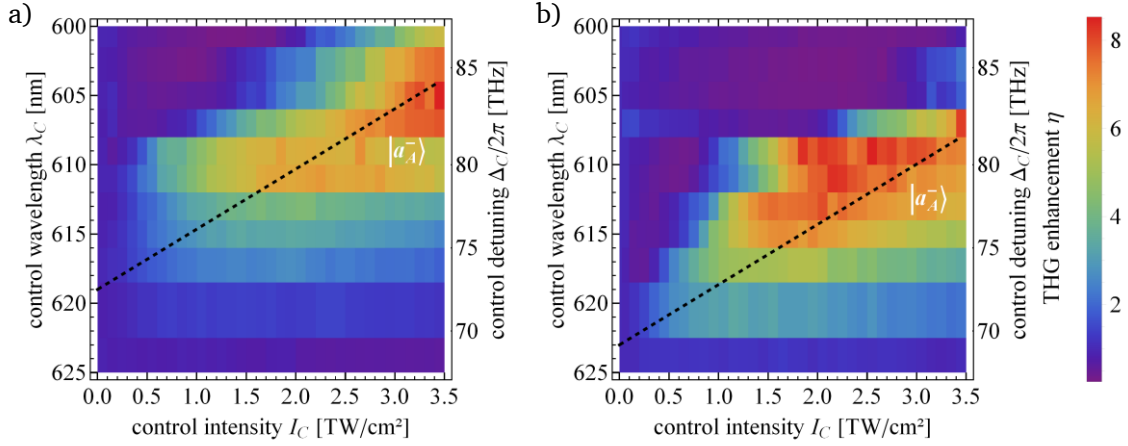 a)
control wavelength λ_C [nm]
600
605
610
615
620
625
0.0 0.5 1.0 1.5 2.0 2.5 3.0 3.5
control intensity I_C [TW/cm²]
85
80
75
70
control detuning Δ_C/2π [THz]
|a_A^-⟩
b)
600
605
610
615
620
625
0.0 0.5 1.0 1.5 2.0 2.5 3.0 3.5
control intensity I_C [TW/cm²]
85
80
75
70
control wavelength λ_C [nm]
control detuning Δ_C/2π [THz]
|a_A^-⟩
THG enhancement η
8
6
4
2